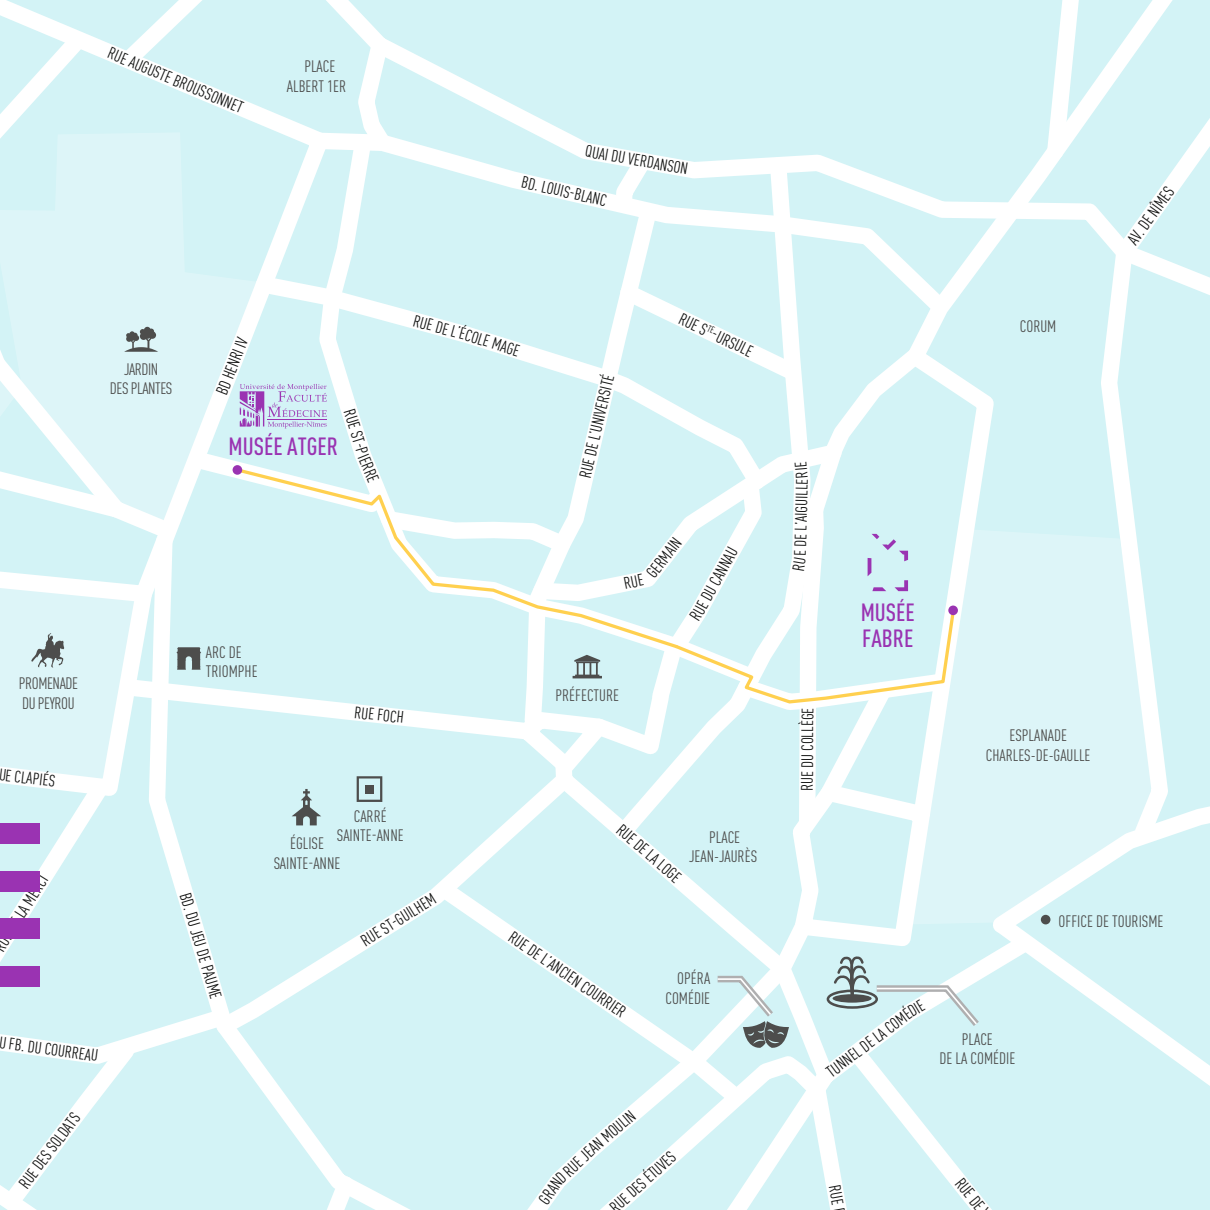 RUE AUGUSTE BROUSSONNET
PLACE
ALBERT 1ER
QUAI DU VERDANSON
BD. LOUIS-BLANC
AV. DE NÎMES
RUE DE L'ÉCOLE MAGE
RUE STE-URSULE
CORUM
BD HENRI IV
JARDIN
DES PLANTES
Université de Montpellier
FACULTÉ
de
MÉDECINE
Montpellier-Nîmes
MUSÉE ATGER
RUE ST-PIERRE
RUE DE L'UNIVERSITÉ
RUE DE L'AIGUILLERIE
RUE GERMAIN
RUE DU CANNAU
MUSÉE
FABRE
ARC DE
TRIOMPHE
PROMENADE
DU PEYROU
PRÉFECTURE
RUE FOCH
RUE DU COLLÈGE
ESPLANADE
CHARLES-DE-GAULLE
UE CLAPIÉS
CARRÉ
SAINTE-ANNE
ÉGLISE
SAINTE-ANNE
RUE DE LA LOGE
PLACE
JEAN-JAURÈS
LA MERCI
BD. DU JEU DE PAUME
RUE ST-GUILHEM
RUE DE L'ANCIEN COURRIER
OFFICE DE TOURISME
OPÉRA
COMÉDIE
TUNNEL DE LA COMÉDIE
PLACE
DE LA COMÉDIE
U FB. DU COURREAU
RUE DES SOLDATS
GRAND RUE JEAN MOULIN
RUE DES ÉTUVES
RUE
RUE DE